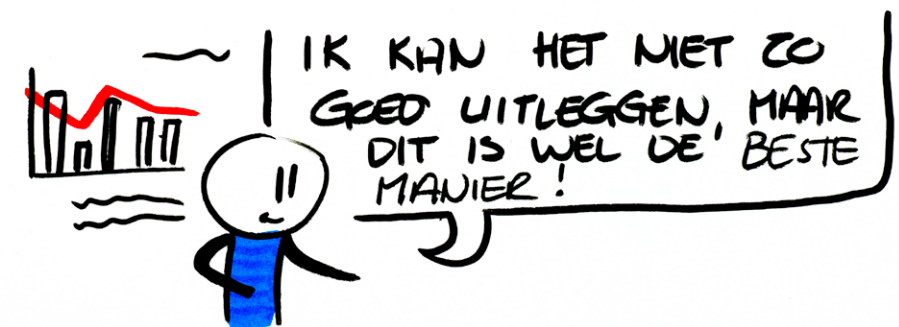 IK KAN HET NIET ZO
GOED UITLEGGEN, MAAR
DIT IS WEL DE BESTE
MANIER!